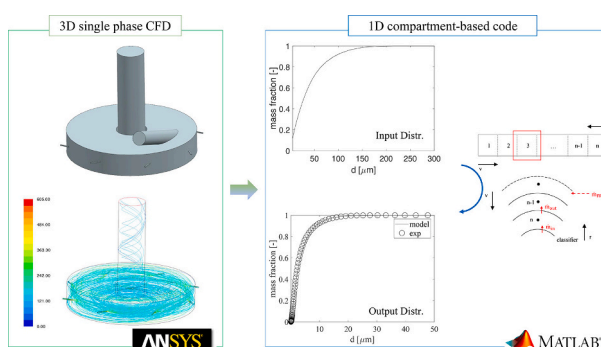 3D single phase CFD
1D compartment-based code
mass fraction [-]
1
0.8
0.6
0.4
0.2
0
Input Distr.
50 100 150 200 250 300
d [μm]
1 2 3 ... n-1 n
v
v
n-1
n
classifier
r
605.00
484.00
363.00
242.00
121.00
0.00
mass fraction [-]
1
0.8
0.6
0.4
0.2
0
model
exp
Output Distr.
0 10 20 30 40 50
d [μm]
ANSYS
MATLAB